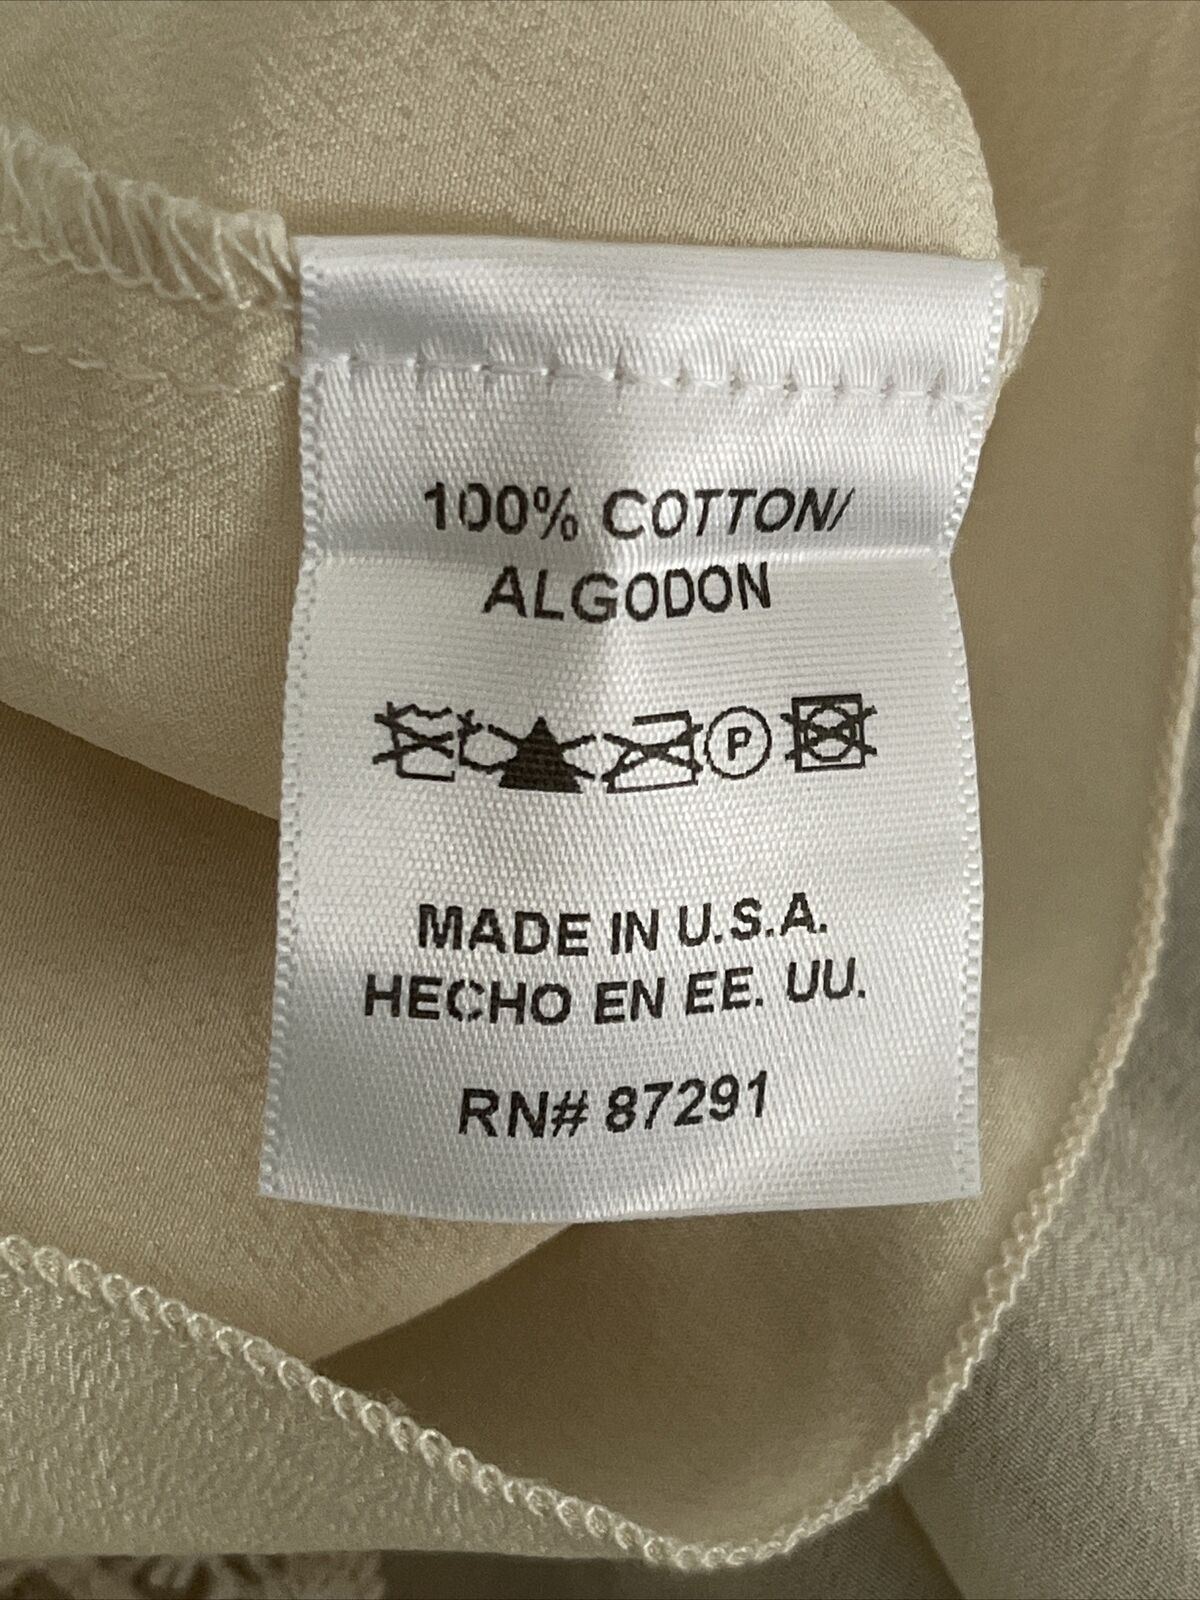 100% COTTON/
ALGODON
P
MADE IN U.S.A.
HECHO EN EE. UU.
RN# 87291